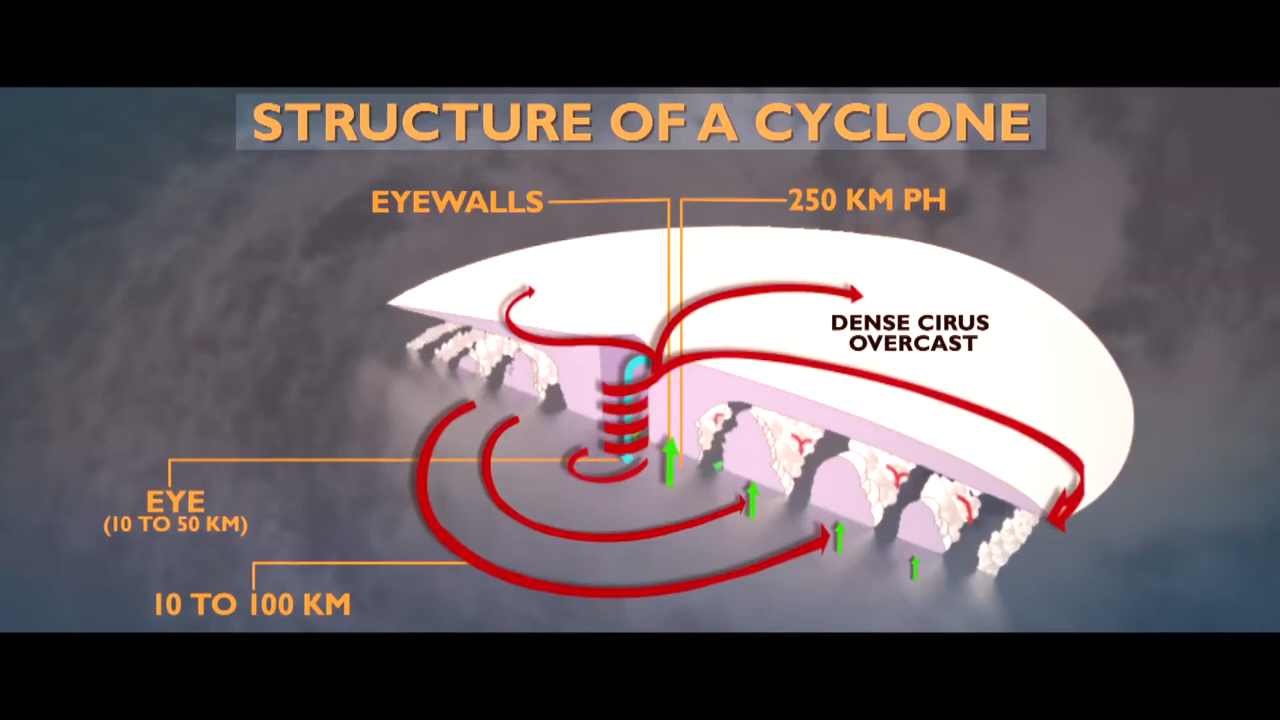 STRUCTURE OF A CYCLONE
EYEWALLS
250 KM PH
DENSE CIRUS
OVERCAST
EYE
(10 TO 50 KM)
10 TO 100 KM